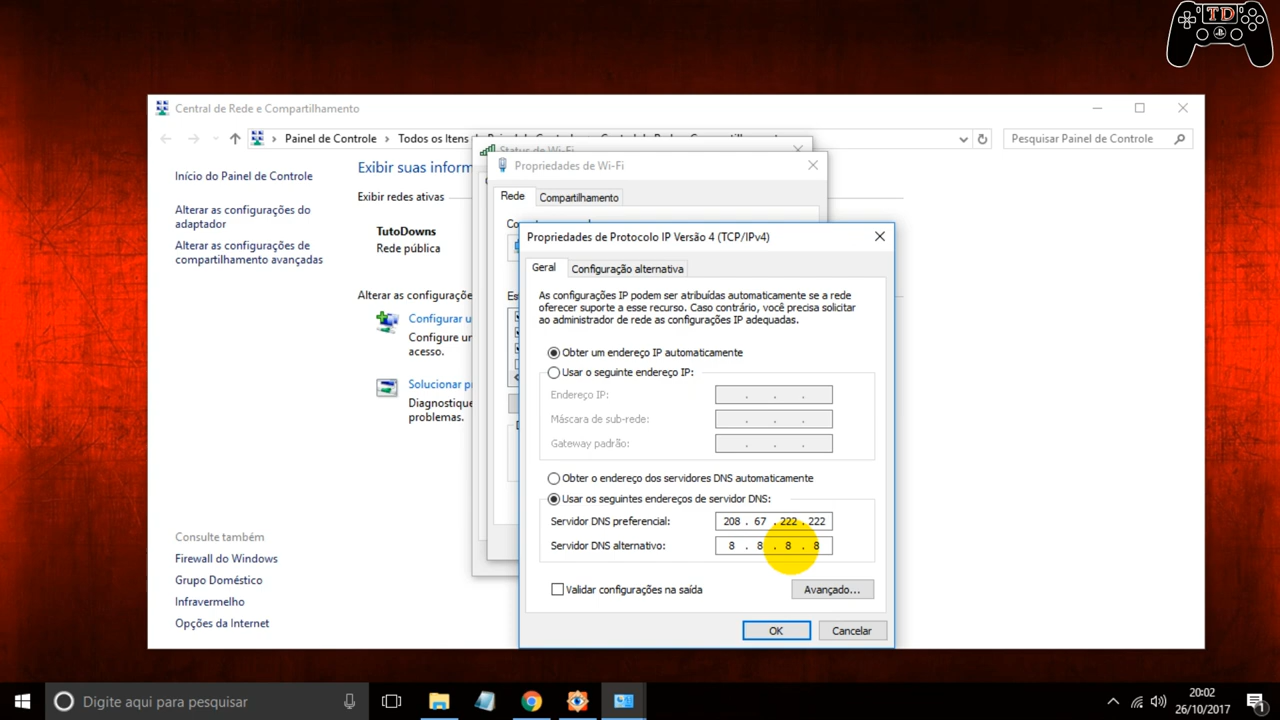 TD
Central de Rede e Compartilhamento
Painel de Controle
Todos os Itens
Pesquisar Painel de Controle
Início do Painel de Controle
Alterar as configurações do
adaptador
Alterar as configurações de
compartilhamento avançadas
Exibir suas inform
Exibir redes ativas
TutoDowns
Rede pública
Alterar as configuraçõe
Configurar u
Configure un
acesso.
Solucionar p
Diagnostique
problemas.
Consulte também
Firewall do Windows
Grupo Doméstico
Infravermelho
Opções da Internet
Status de Wi-Fi
Propriedades de Wi-Fi
Rede
Compartilhamento
Propriedades de Protocolo IP Versão 4 (TCP/IPv4)
Geral
Configuração alternativa
As configurações IP podem ser atribuídas automaticamente se a rede
oferecer suporte a esse recurso. Caso contrário, você precisa solicitar
ao administrador de rede as configurações IP adequadas.
Obter um endereço IP automaticamente
Usar o seguinte endereço IP:
Endereço IP:
Máscara de sub-rede:
Gateway padrão:
Obter o endereço dos servidores DNS automaticamente
Usar os seguintes endereços de servidor DNS:
Servidor DNS preferencial: 208 . 67 . 222 . 222
Servidor DNS alternativo: 8 . 8 . 8 . 8
Validar configurações na saída
Avançado...
OK
Cancelar
Digite aqui para pesquisar
20:02
26/10/2017
1